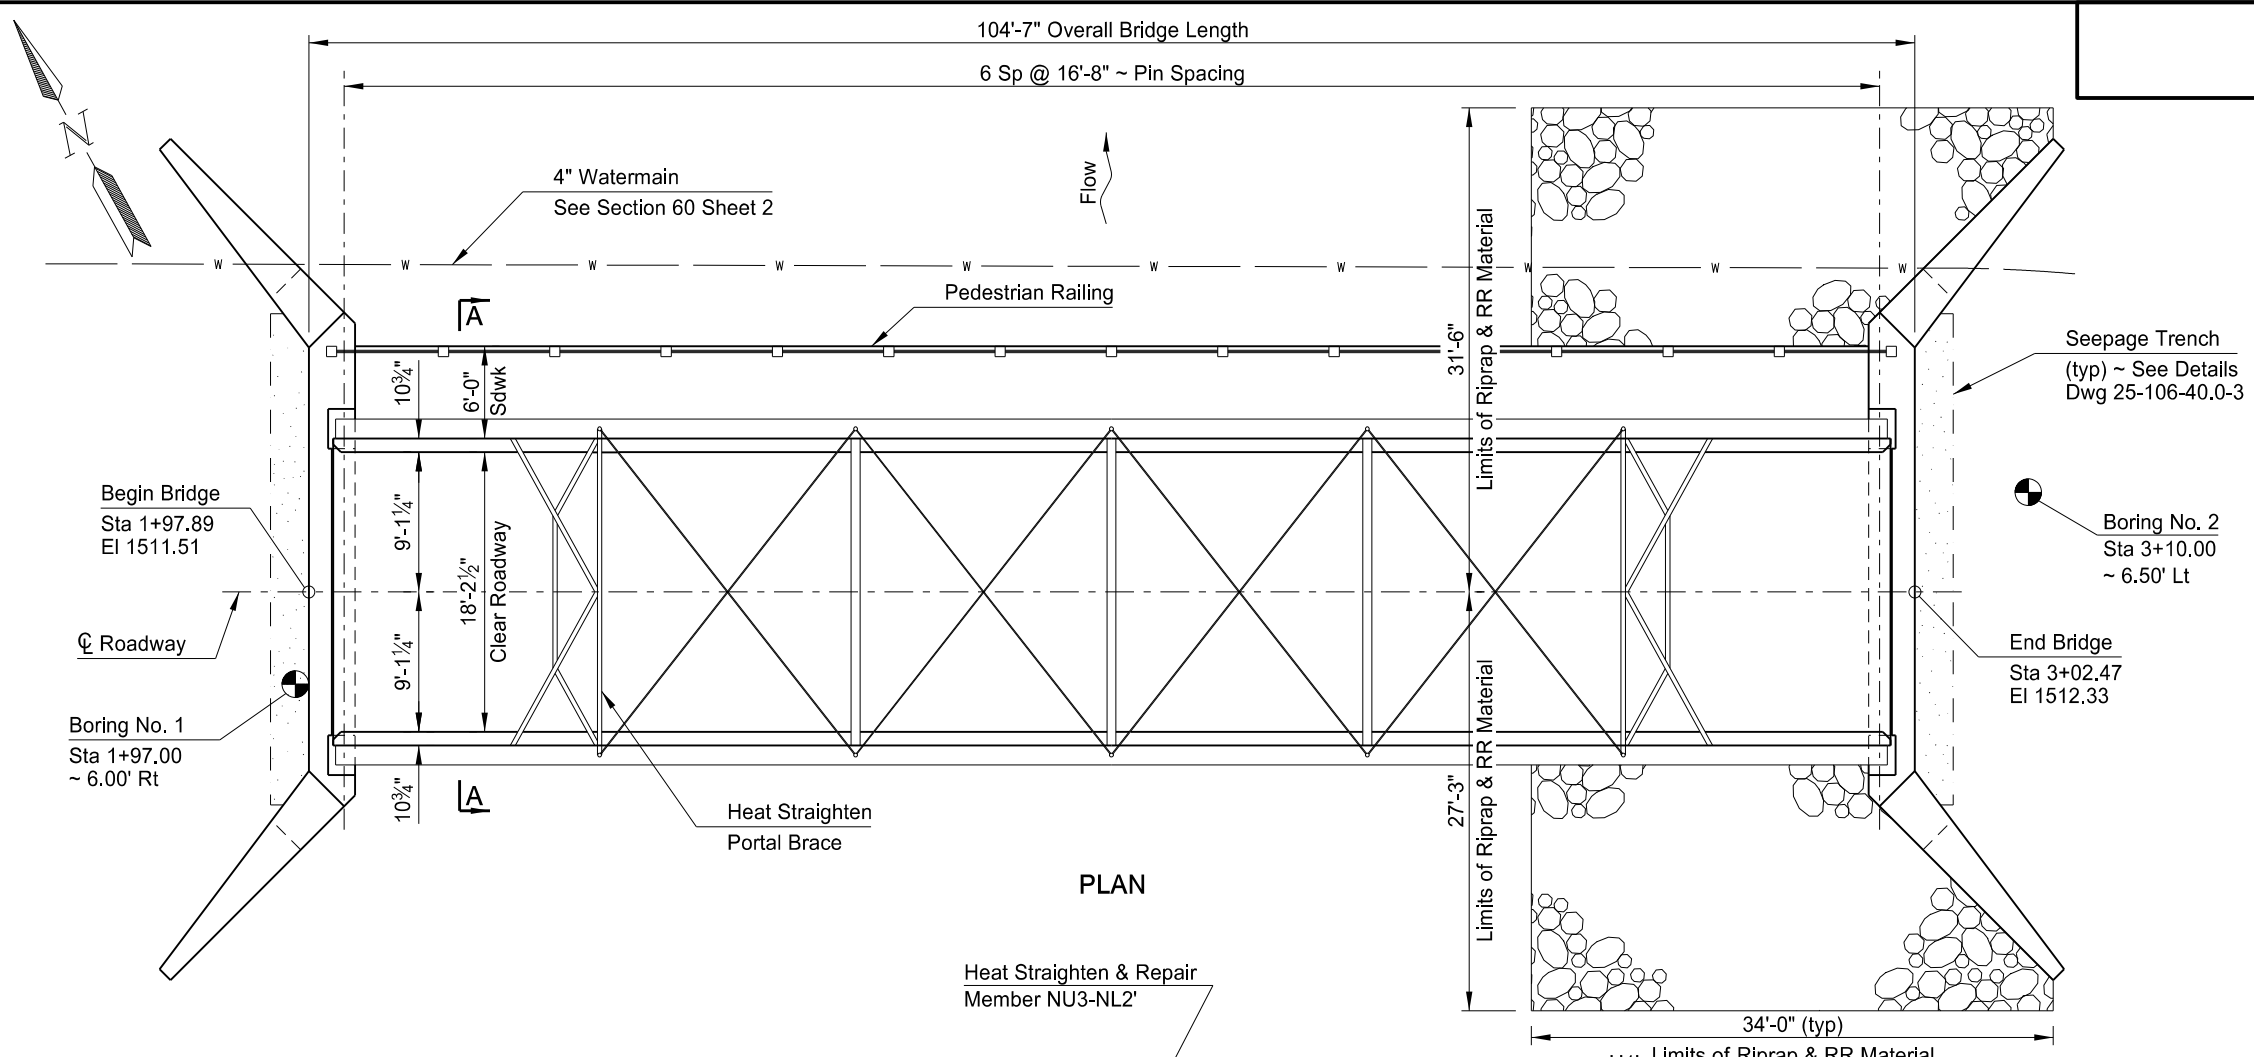 104'-7" Overall Bridge Length
6 Sp @ 16'-8" ~ Pin Spacing
N
4" Watermain
See Section 60 Sheet 2
Flow
W W W W W W W W W W
A
Pedestrian Railing
Seepage Trench
(typ) ~ See Details
Dwg 25-106-40.0-3
10¾"
6'-0"
Sdwk
31'-6"
Limits of Riprap & RR Material
Begin Bridge
Sta 1+97.89
El 1511.51
9'-1¼"
18'-2½"
Clear Roadway
Boring No. 2
Sta 3+10.00
~ 6.50' Lt
℄ Roadway
9'-1¼"
End Bridge
Sta 3+02.47
El 1512.33
Boring No. 1
Sta 1+97.00
~ 6.00' Rt
10¾"
A
Heat Straighten
Portal Brace
27'-3"
Limits of Riprap & RR Material
PLAN
Heat Straighten & Repair
Member NU3-NL2'
34'-0" (typ)
Limits of Riprap & RR Material